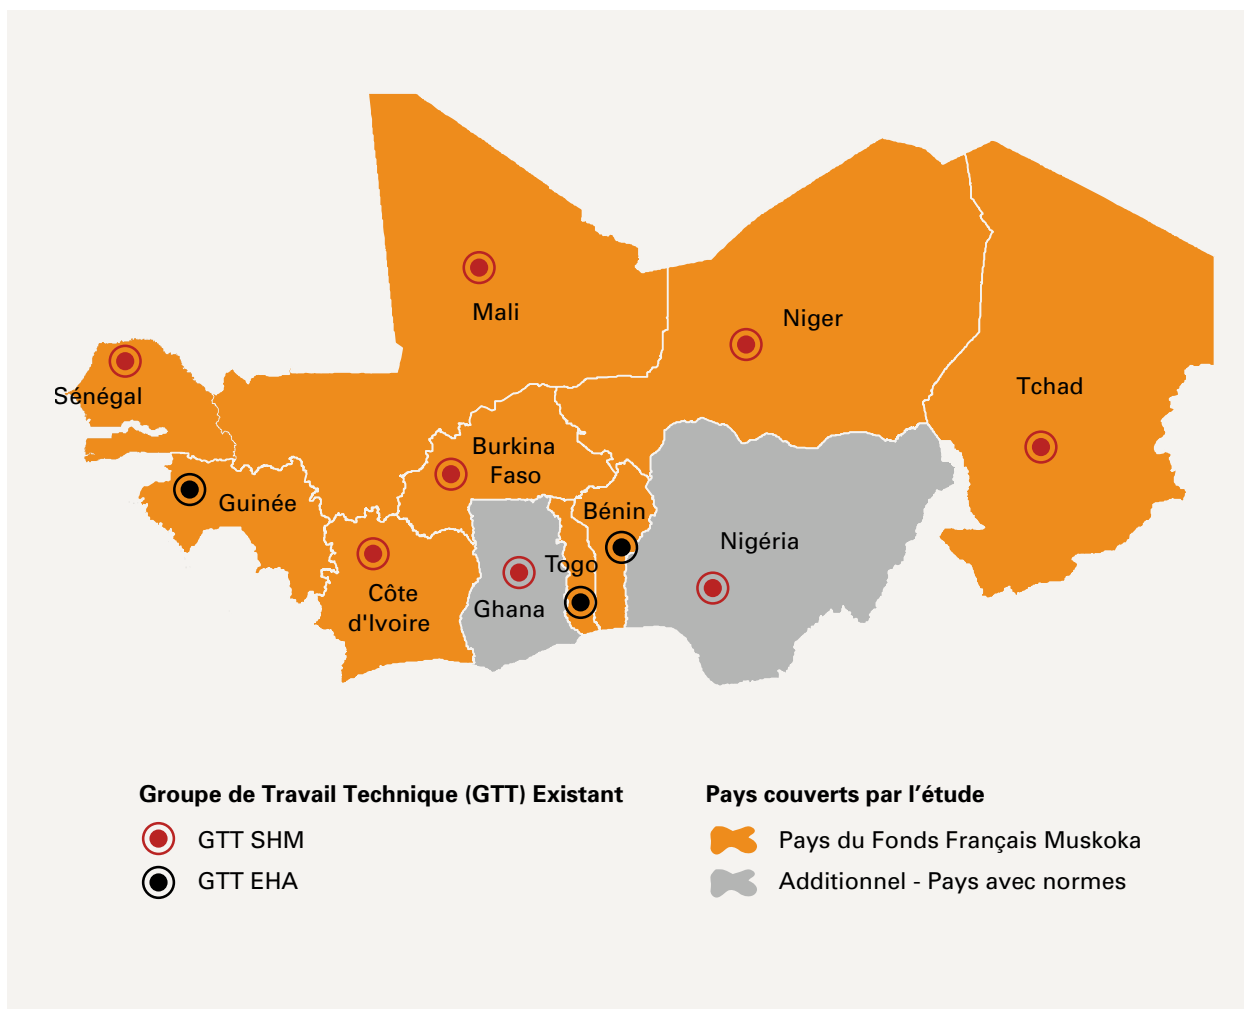 Mali
Niger
Tchad
Sénégal
Burkina
Faso
Guinée
Bénin
Nigéria
Togo
Côte
d'Ivoire
Ghana
Groupe de Travail Technique (GTT) Existant
GTT SHM
GTT EHA
Pays couverts par l’étude
Pays du Fonds Français Muskoka
Additionnel - Pays avec normes